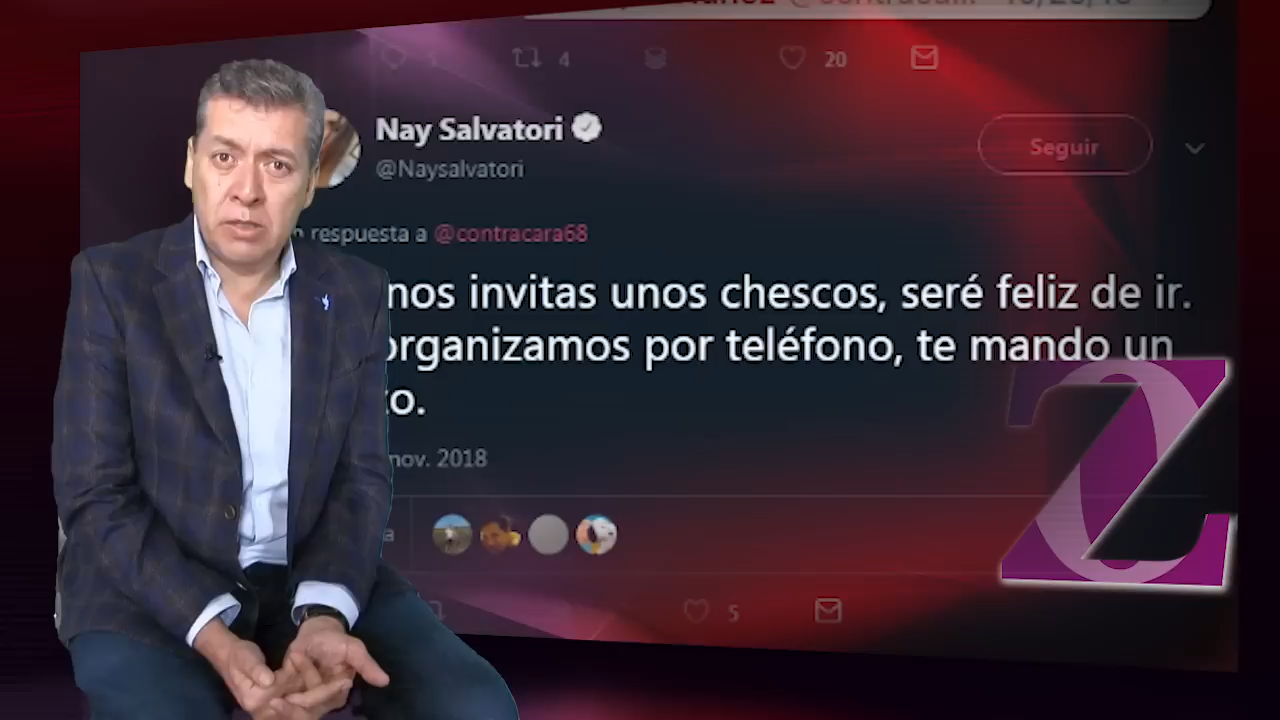 4
20
Nay Salvatori
@Naysalvatori
Seguir
respuesta a @contracara68
nos invitas unos chescos, seré feliz de ir.
organizamos por teléfono, te mando un
nov. 2018
5
Z